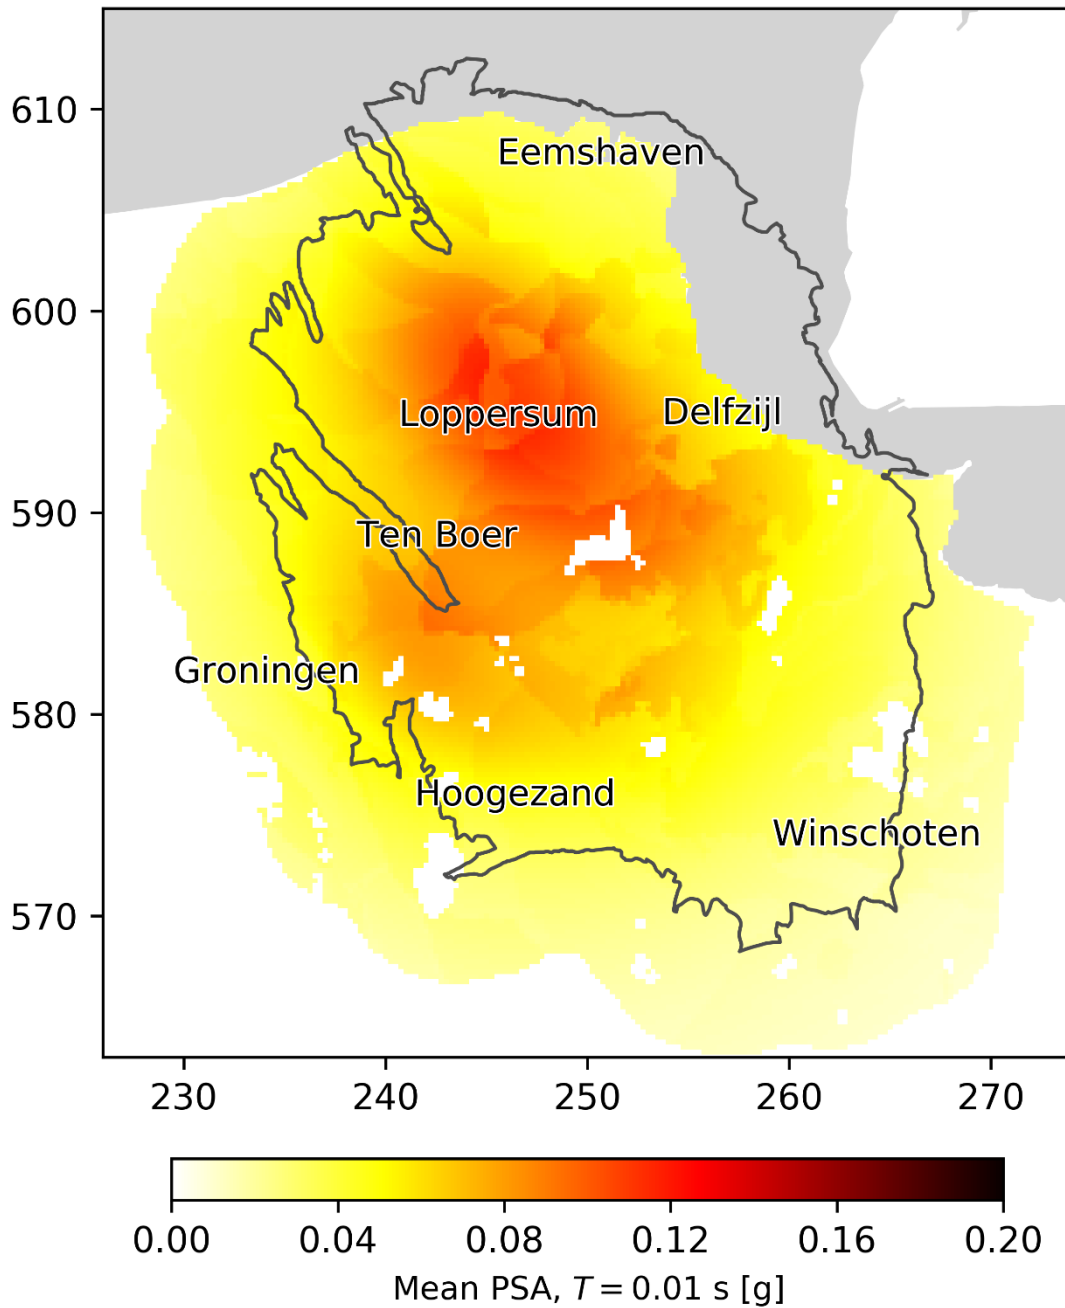 610
Eemshaven
600
Loppersum
Delfzijl
590
Ten Boer
Groningen
580
Hoogezand
Winschoten
570
230 240 250 260 270
0.00 0.04 0.08 0.12 0.16 0.20
Mean PSA, T = 0.01 s [g]